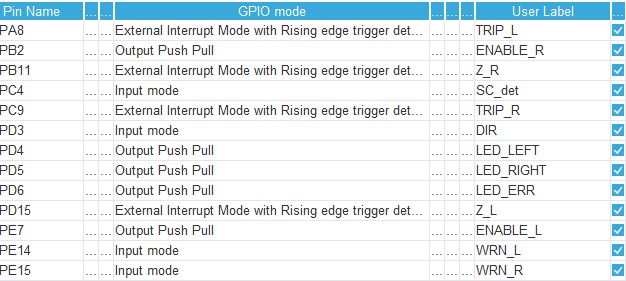 Pin Name ... ... GPIO mode ... ... ... User Label ...
PA8 ... ... External Interrupt Mode with Rising edge trigger det... ... ... ... TRIP_L
PB2 ... ... Output Push Pull ... ... ... ENABLE_R
PB11 ... ... External Interrupt Mode with Rising edge trigger det... ... ... ... Z_R
PC4 ... ... Input mode ... ... ... SC_det
PC9 ... ... External Interrupt Mode with Rising edge trigger det... ... ... ... TRIP_R
PD3 ... ... Input mode ... ... ... DIR
PD4 ... ... Output Push Pull ... ... ... LED_LEFT
PD5 ... ... Output Push Pull ... ... ... LED_RIGHT
PD6 ... ... Output Push Pull ... ... ... LED_ERR
PD15 ... ... External Interrupt Mode with Rising edge trigger det... ... ... ... Z_L
PE7 ... ... Output Push Pull ... ... ... ENABLE_L
PE14 ... ... Input mode ... ... ... WRN_L
PE15 ... ... Input mode ... ... ... WRN_R